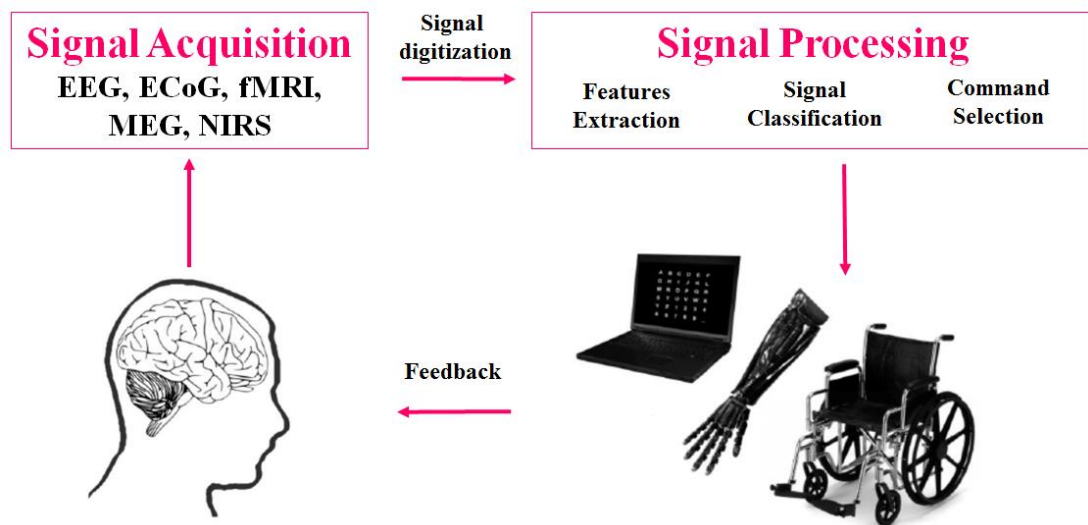 Signal Acquisition
EEG, ECoG, fMRI,
MEG, NIRS
Signal
digitization
Signal Processing
Features
Extraction
Signal
Classification
Command
Selection
Feedback
A B C D E F